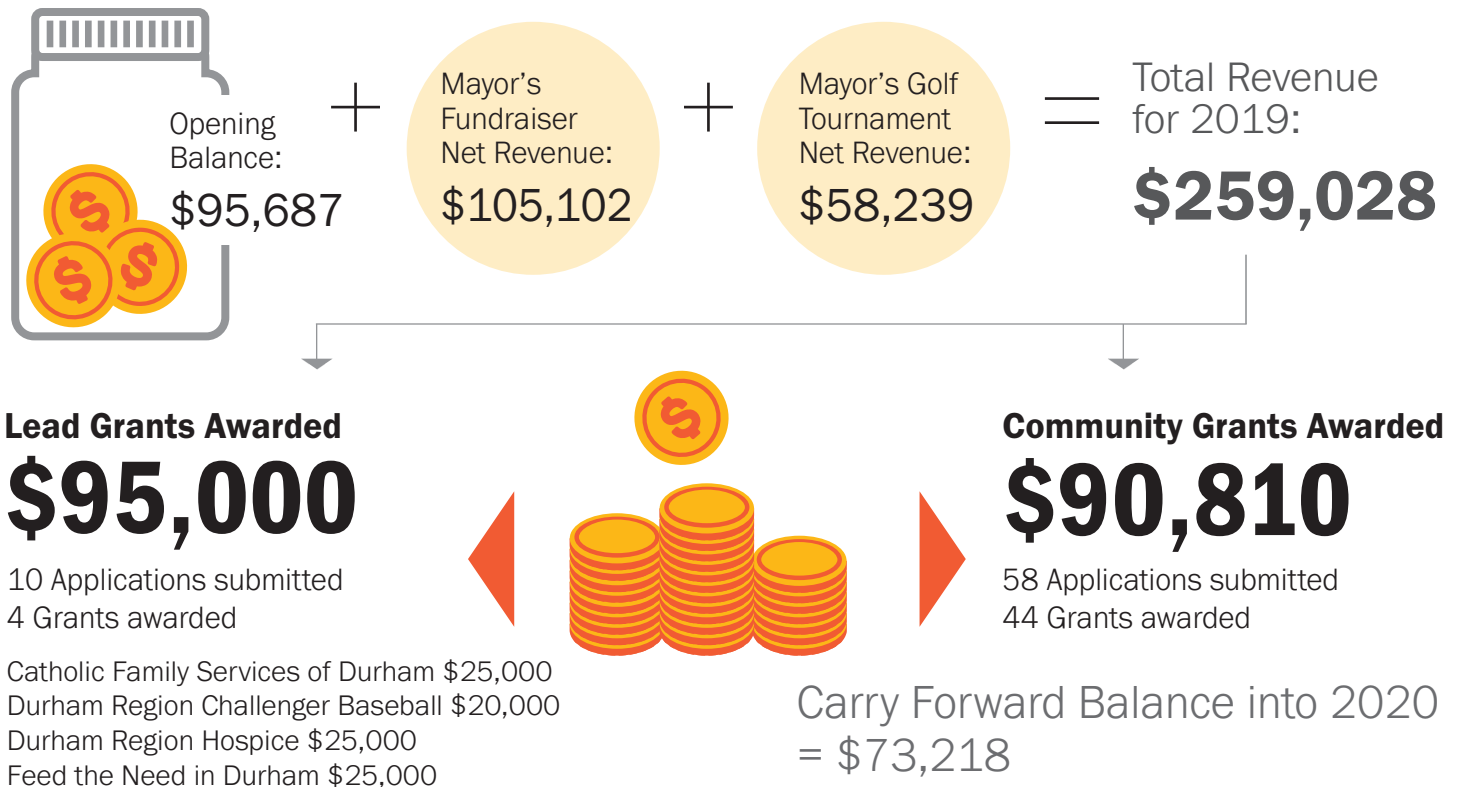 Opening
Balance:
$95,687
+
Mayor’s
Fundraiser
Net Revenue:
$105,102
+
Mayor’s Golf
Tournament
Net Revenue:
$58,239
=
Total Revenue
for 2019:
$259,028
Lead Grants Awarded
$95,000
10 Applications submitted
4 Grants awarded
Catholic Family Services of Durham $25,000
Durham Region Challenger Baseball $20,000
Durham Region Hospice $25,000
Feed the Need in Durham $25,000
$
$
$
$
Community Grants Awarded
$90,810
58 Applications submitted
44 Grants awarded
Carry Forward Balance into 2020
= $73,218